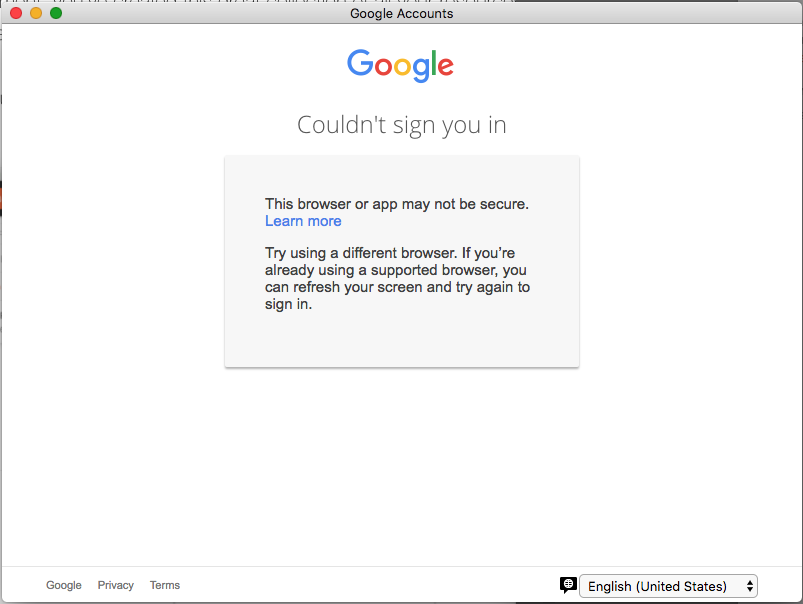 Google Accounts
Google
Couldn't sign you in
This browser or app may not be secure.
Learn more
Try using a different browser. If you’re
already using a supported browser, you
can refresh your screen and try again to
sign in.
Google Privacy Terms
English (United States)